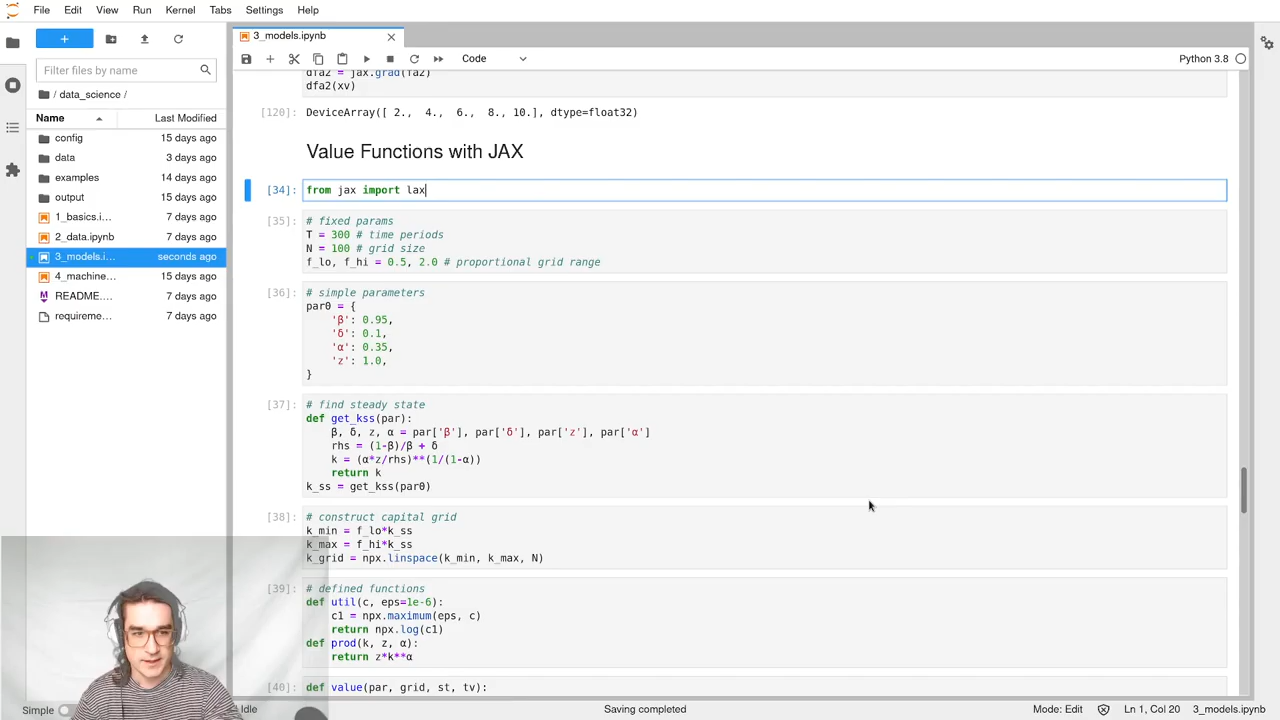 File Edit View Run Kernel Tabs Settings Help
3_models.ipynb
Filter files by name
Code
Python 3.8
/ data_science /
Name Last Modified
config 15 days ago
data 3 days ago
examples 14 days ago
output 15 days ago
1_basics.i… 7 days ago
2_data.ipynb 7 days ago
3_models.i… seconds ago
4_machine… 15 days ago
README.… 7 days ago
requireme… 7 days ago
dfa2 = jax.grad(fa2)
dfa2(xv)
[120]: DeviceArray([ 2., 4., 6., 8., 10.], dtype=float32)
Value Functions with JAX
[34]: from jax import lax
[35]: # fixed params
T = 300 # time periods
N = 100 # grid size
f_lo, f_hi = 0.5, 2.0 # proportional grid range
[36]: # simple parameters
par0 = {
'β': 0.95,
'δ': 0.1,
'α': 0.35,
'z': 1.0,
}
[37]: # find steady state
def get_kss(par):
β, δ, z, α = par['β'], par['δ'], par['z'], par['α']
rhs = (1-β)/β + δ
k = (α*z/rhs)**(1/(1-α))
return k
k_ss = get_kss(par0)
[38]: # construct capital grid
k_min = f_lo*k_ss
k_max = f_hi*k_ss
k_grid = npx.linspace(k_min, k_max, N)
[39]: # defined functions
def util(c, eps=1e-6):
c1 = npx.maximum(eps, c)
return npx.log(c1)
def prod(k, z, α):
return z*k**α
[40]: def value(par, grid, st, tv):
Simple
Idle
Saving completed
Mode: Edit
Ln 1, Col 20
3_models.ipynb